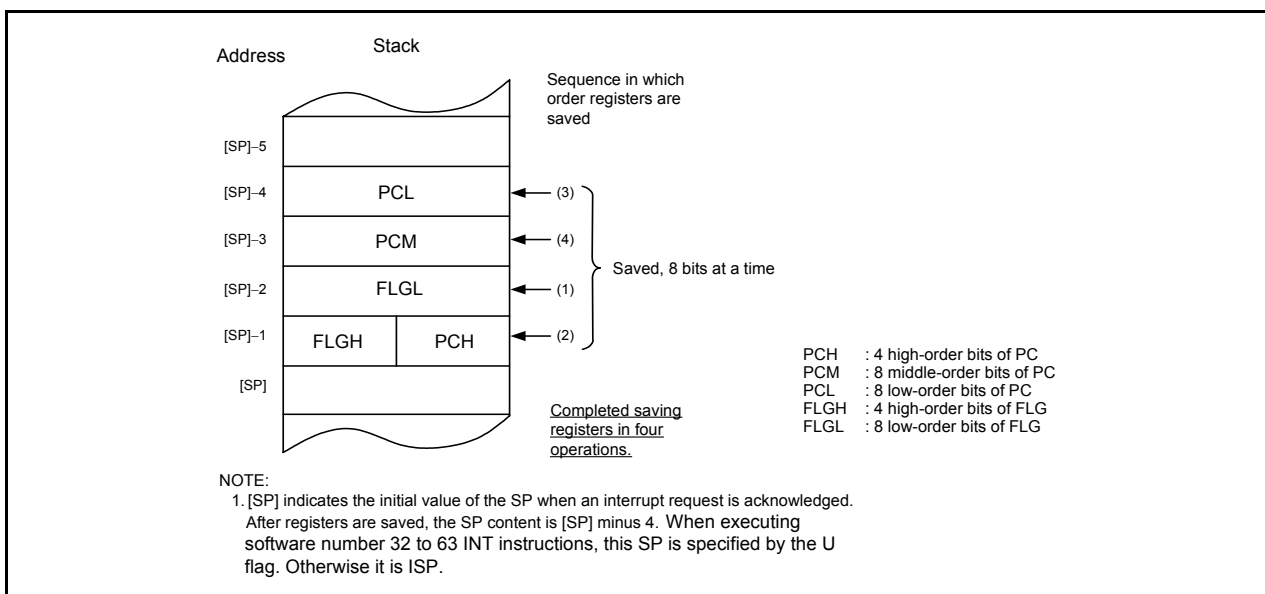 Address
Stack
Sequence in which
order registers are
saved
[SP]−5
[SP]−4
PCL
(3)
[SP]−3
PCM
(4)
Saved, 8 bits at a time
[SP]−2
FLGL
(1)
[SP]−1
FLGH
PCH
(2)
[SP]
PCH : 4 high-order bits of PC
PCM : 8 middle-order bits of PC
PCL : 8 low-order bits of PC
FLGH : 4 high-order bits of FLG
FLGL : 8 low-order bits of FLG
Completed saving
registers in four
operations.
NOTE:
1. [SP] indicates the initial value of the SP when an interrupt request is acknowledged.
After registers are saved, the SP content is [SP] minus 4. When executing
software number 32 to 63 INT instructions, this SP is specified by the U
flag. Otherwise it is ISP.